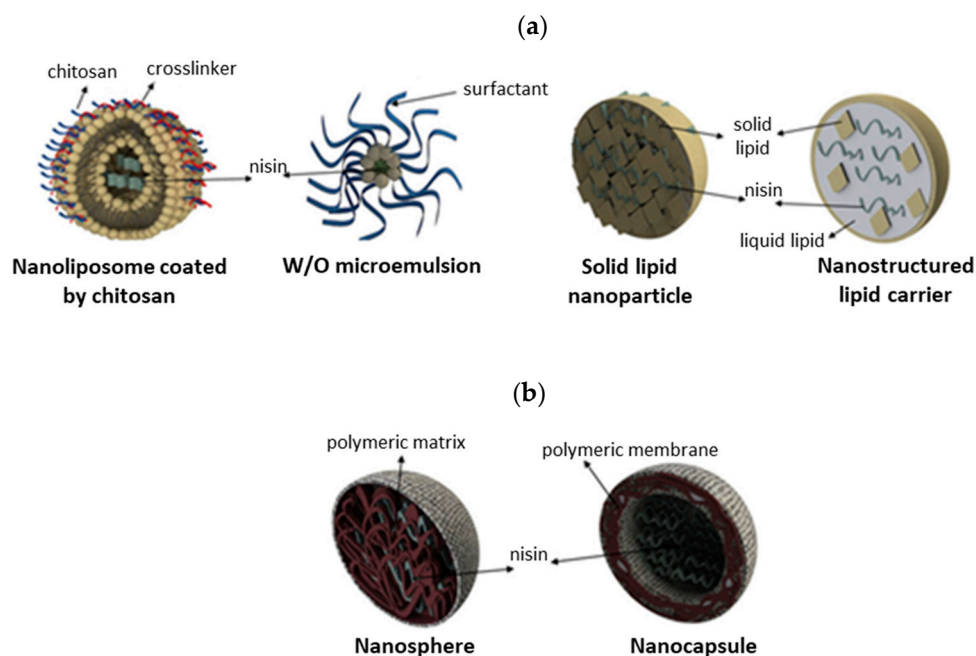 (a)
chitosan
crosslinker
surfactant
nisin
solid
lipid
nisin
liquid lipid
Nanoliposome coated
by chitosan
W/O microemulsion
Solid lipid
nanoparticle
Nanostructured
lipid carrier
(b)
polymeric matrix
polymeric membrane
nisin
Nanosphere
Nanocapsule